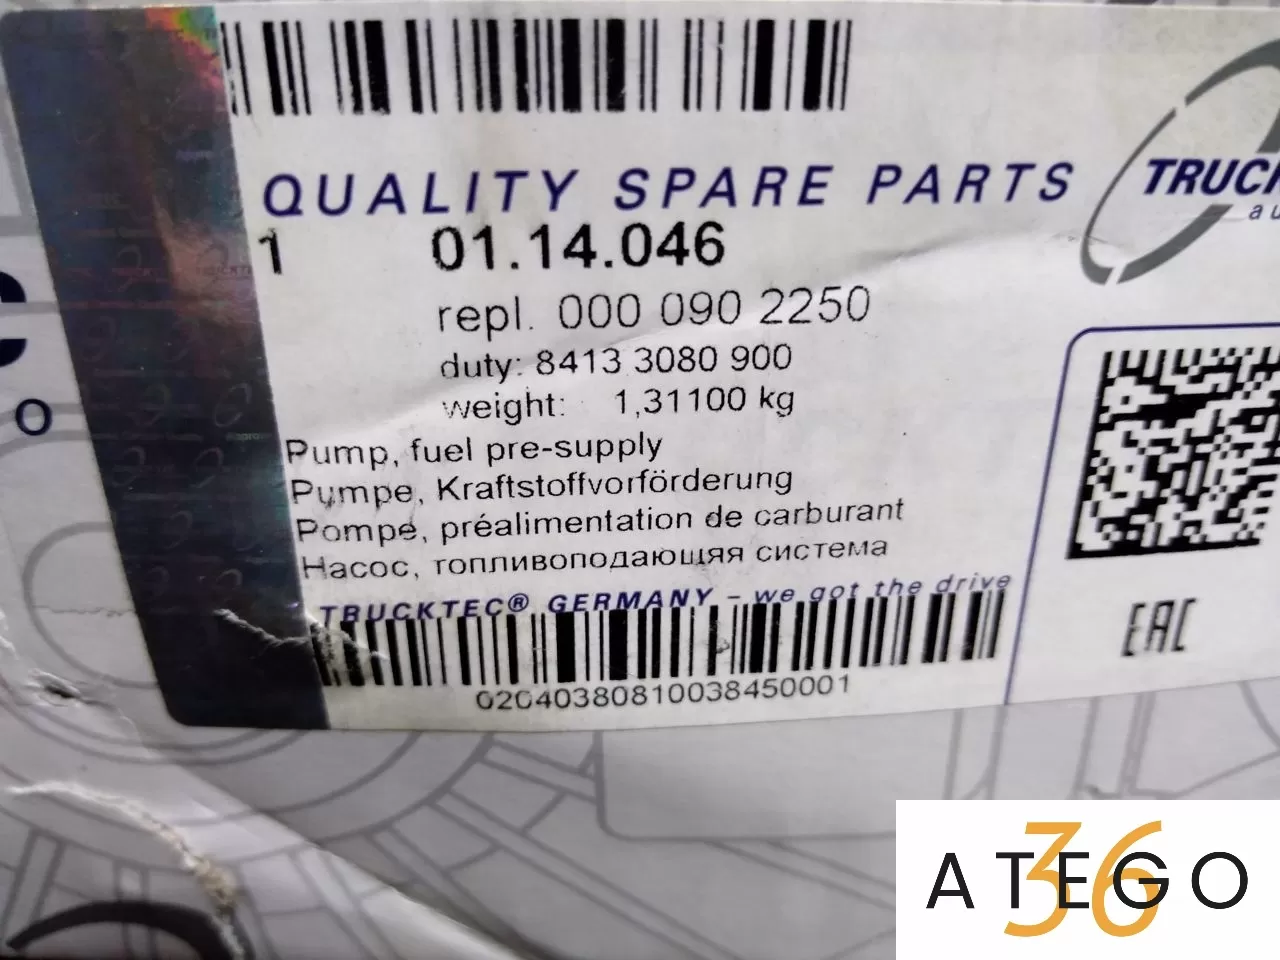 QUALITY SPARE PARTS
1 01.14.046
repl. 000 090 2250
duty: 8413 3080 900
weight: 1,31100 kg
Pump, fuel pre-supply
Pumpe, Kraftstoffvorförderung
Pompe, préalimentation de carburant
Насос, топливоподающяя система
TRUCKTEC® GERMANY - we got the drive
02040380810038450001
EAC
ATEGO
36